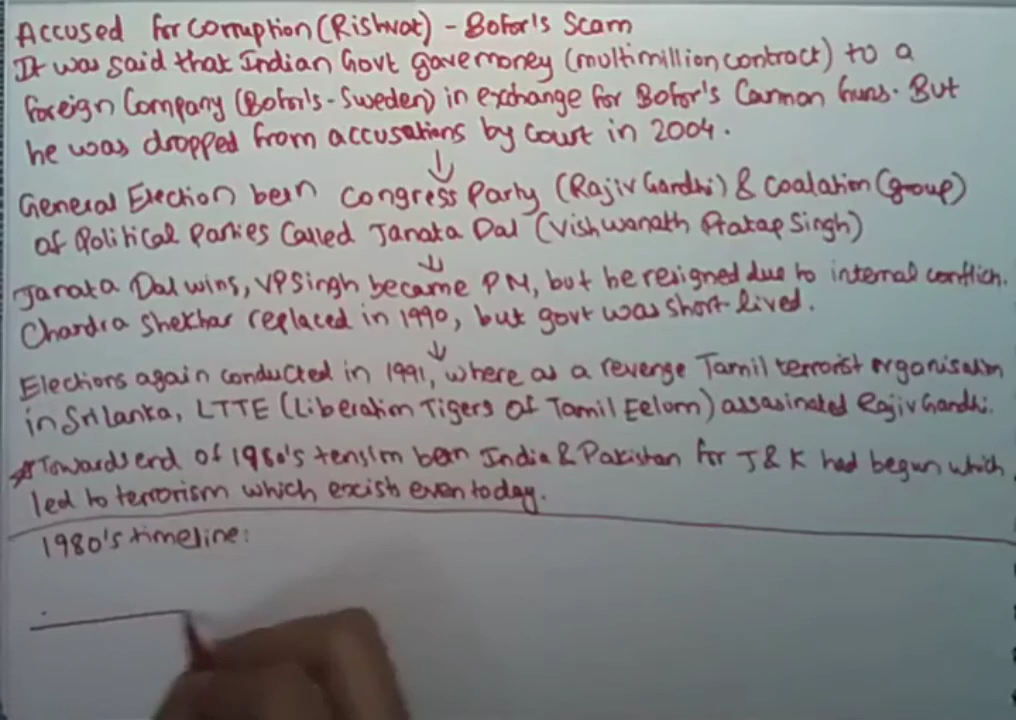 Accused for Corruption (Rishvat) - Bofor's Scam
It was said that Indian Govt gave money (multimillion contract) to a
foreign Company (Bofor's - Sweden) in exchange for Bofor's Canmon Guns. But
he was dropped from accusations by Court in 2004.
↓
General Election betn Congress Party (Rajiv Gandhi) & Coalation (group)
of Political Parties Called Janata Dal (Vishwanath Pratap Singh)
↓
Janata Dal wins, VP Singh became PM, but he resigned due to internal conflict.
Chandra Shekhar replaced in 1990, but govt was short-lived.
↓
Elections again conducted in 1991, where as a revenge Tamil terrorist organisation
in Sri Lanka, LTTE (Liberation Tigers of Tamil Eelom) assasinated Rajiv Gandhi.
* Towards end of 1980's tension betn India & Pakistan for J & K had begun which
led to terrorism which exist even today.
1980's timeline: